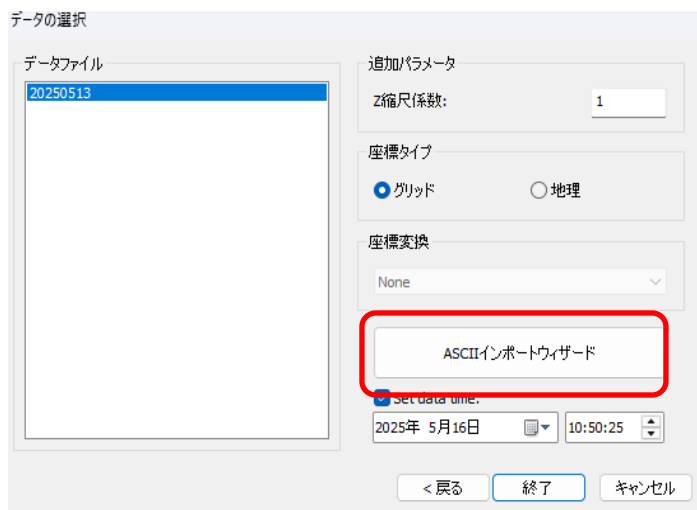 データの選択
データファイル
20250513
追加パラメータ
Z縮尺係数:
1
座標タイプ
グリッド
地理
座標変換
None
ASCIIインポートウィザード
Set data time:
2025年 5月16日
10:50:25
< 戻る
終了
キャンセル